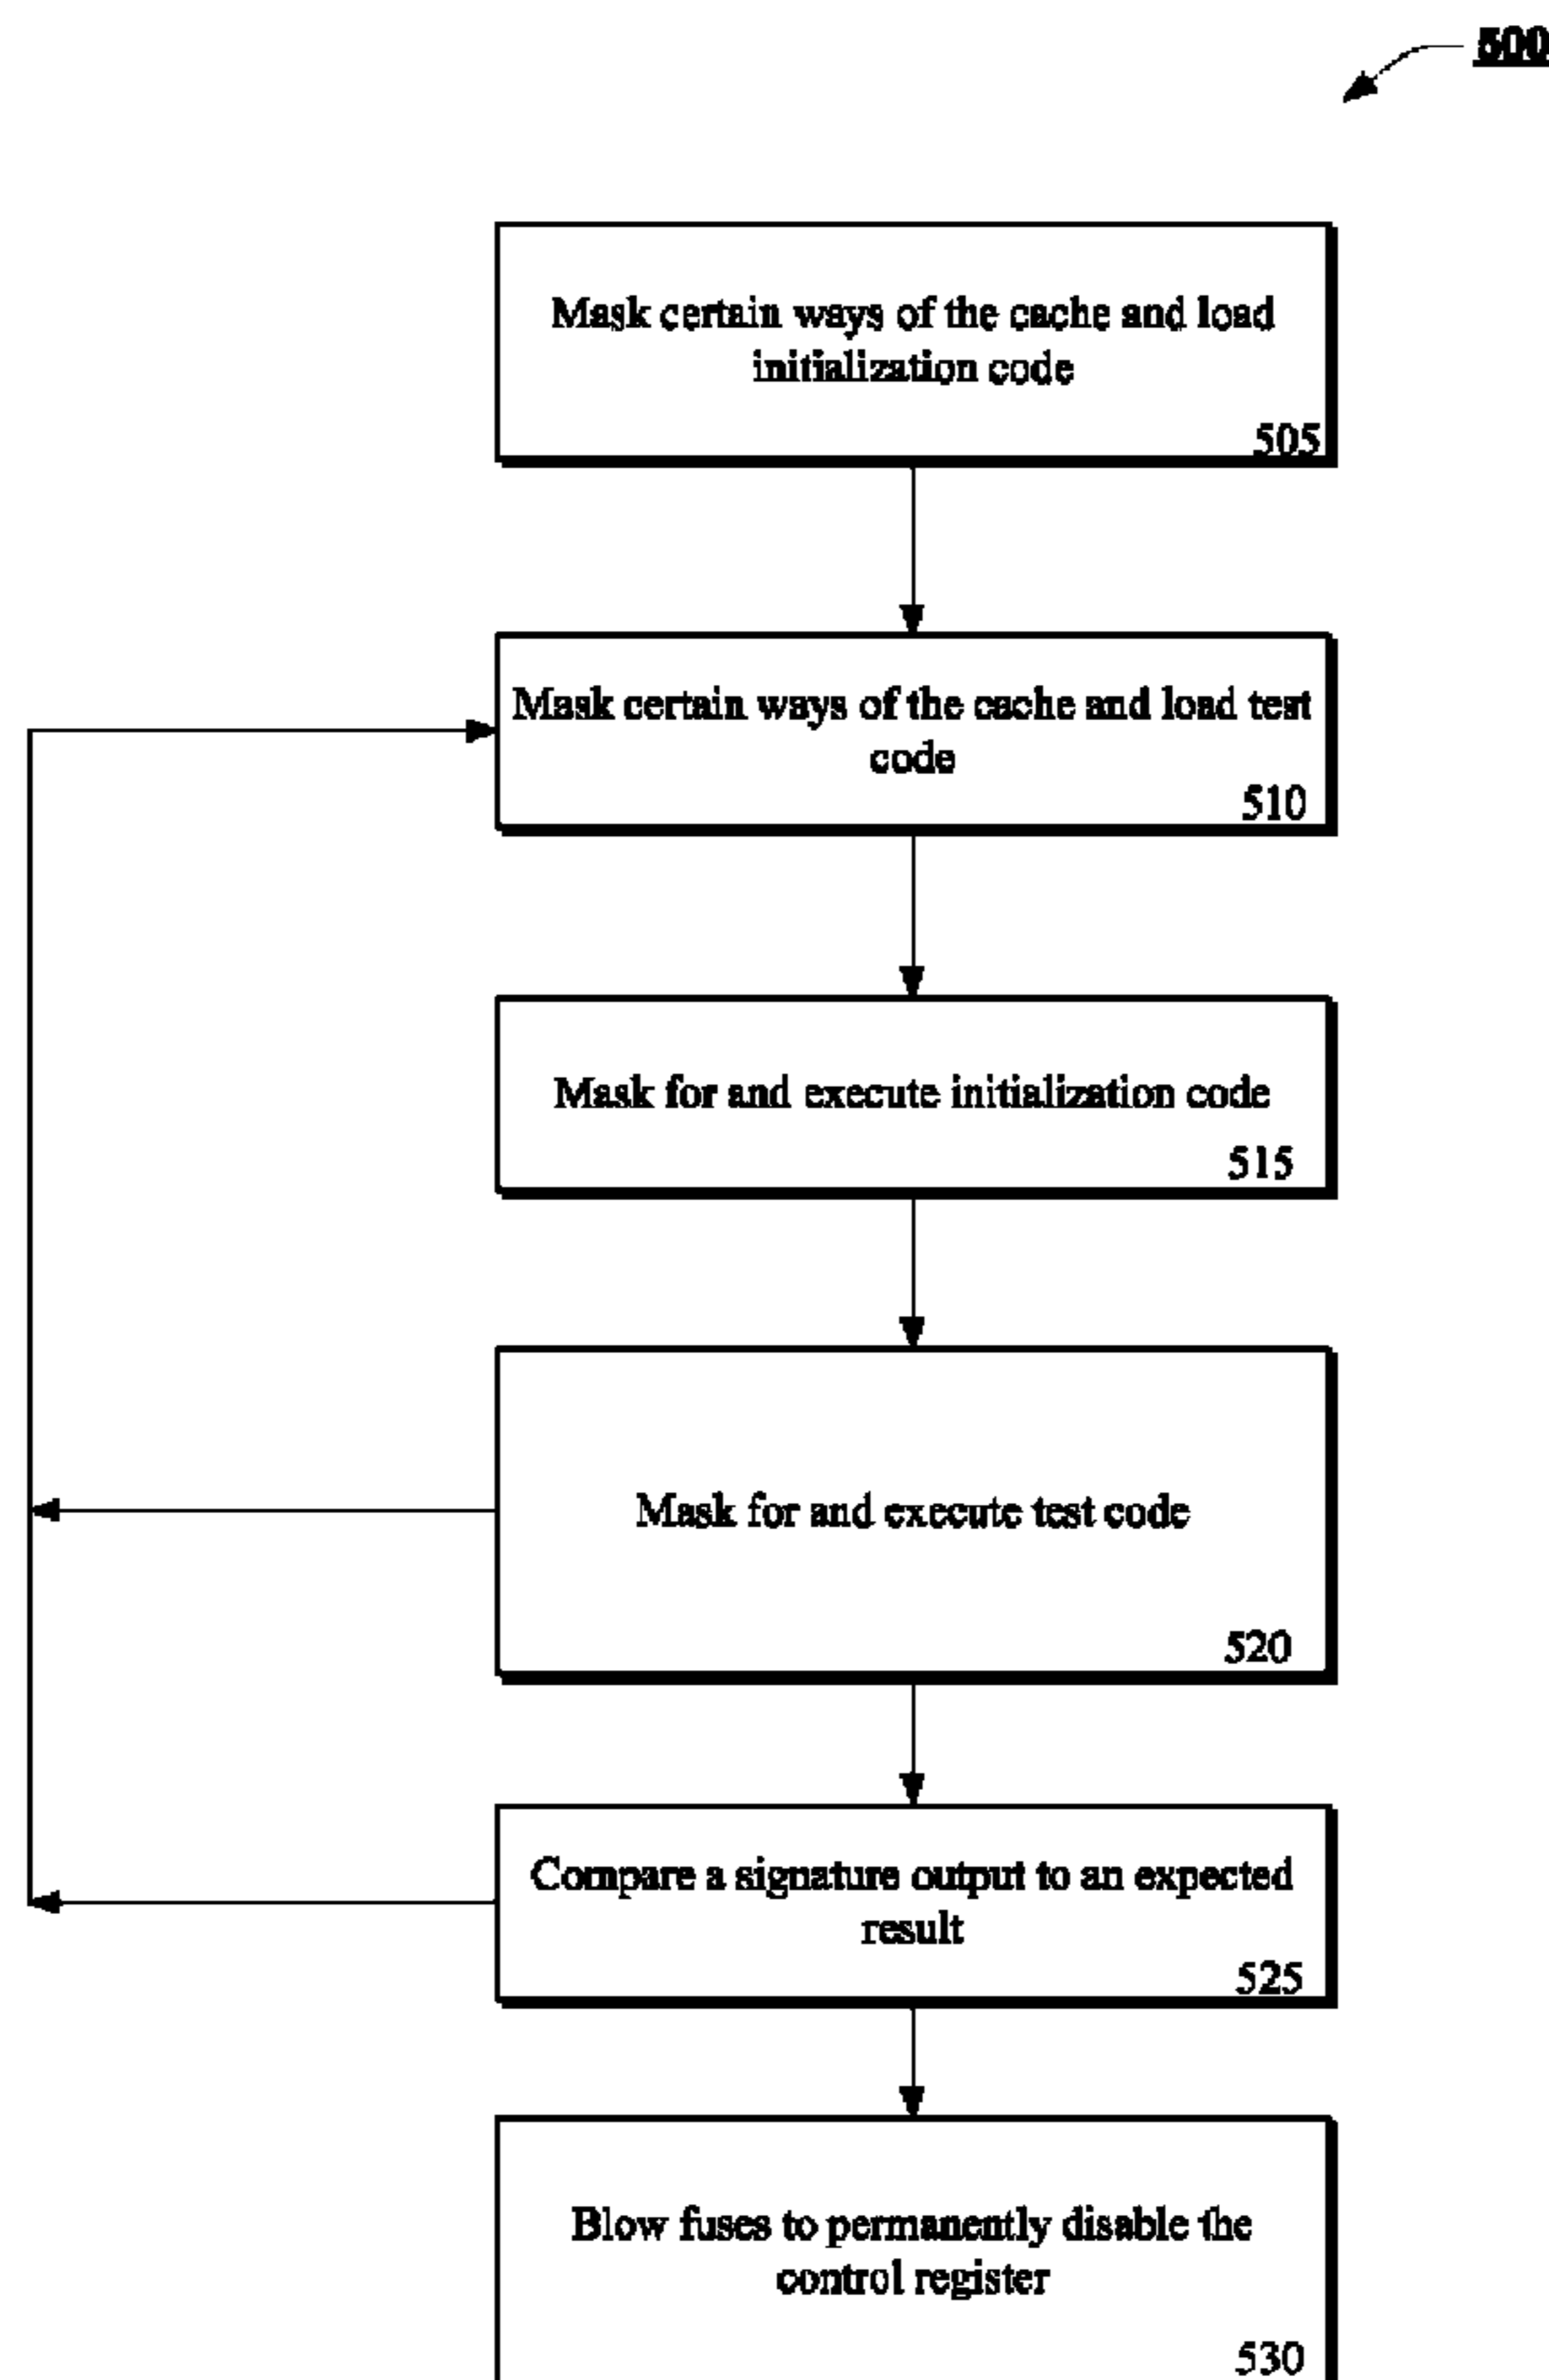 500
Mask certain ways of the cache and load
initialization code
505
Mask certain ways of the cache and load test
code
510
Mask for and execute initialization code
515
Mask for and execute test code
520
Compare a signature output to an expected
result
525
Blow fuses to permanently disable the
control register
530